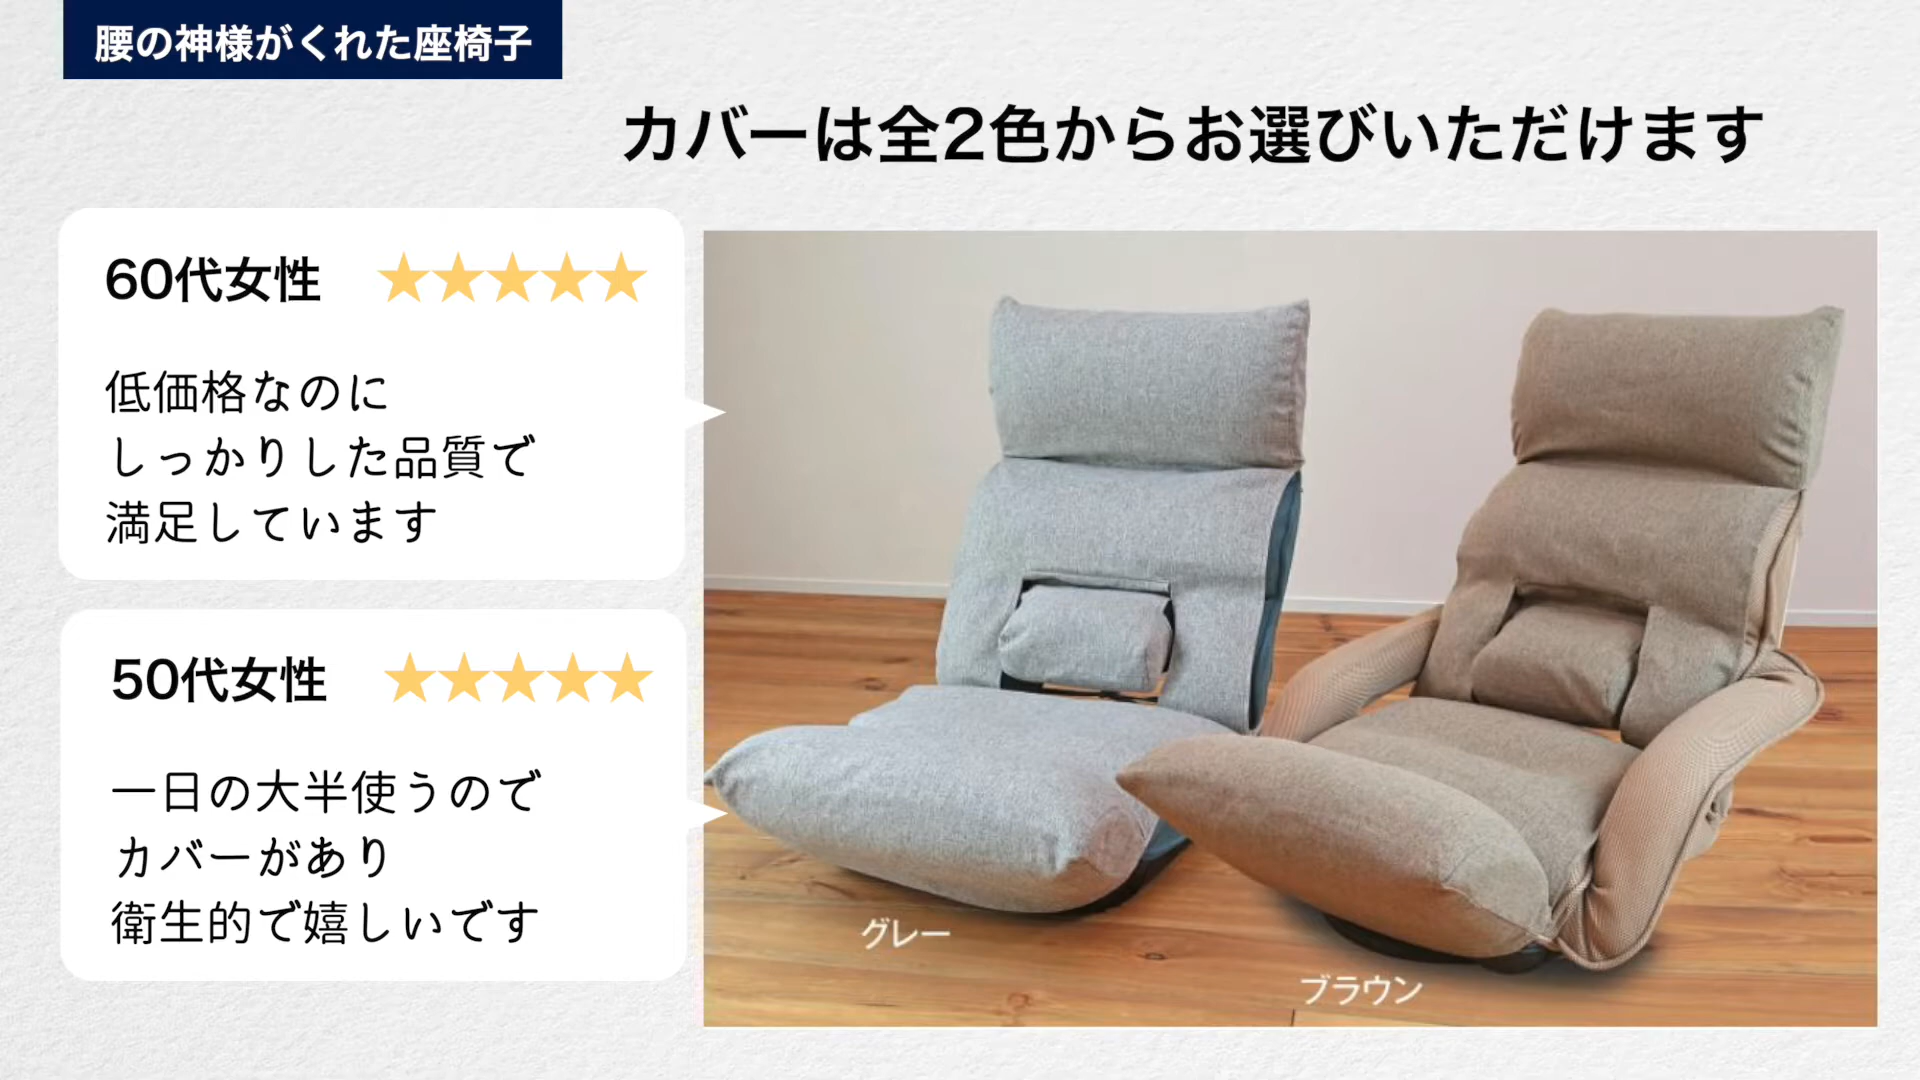 腰の神様がくれた座椅子
カバーは全2色からお選びいただけます
60代女性 ★★★★★
低価格なのに
しっかりした品質で
満足しています
50代女性 ★★★★★
一日の大半使うので
カバーがあり
衛生的で嬉しいです
グレー
ブラウン